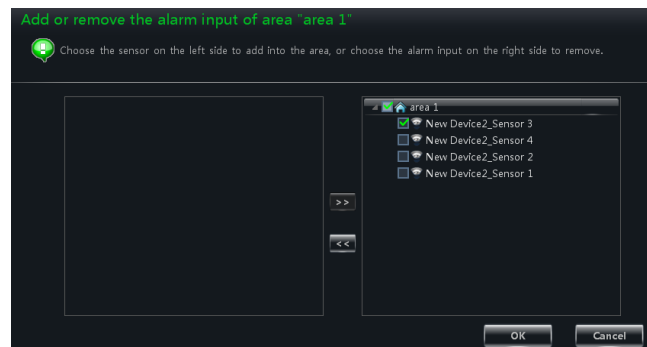 Add or remove the alarm input of area "area 1"
Choose the sensor on the left side to add into the area, or choose the alarm input on the right side to remove.
area 1
New Device2_Sensor 3
New Device2_Sensor 4
New Device2_Sensor 2
New Device2_Sensor 1
>>
<<
OK
Cancel